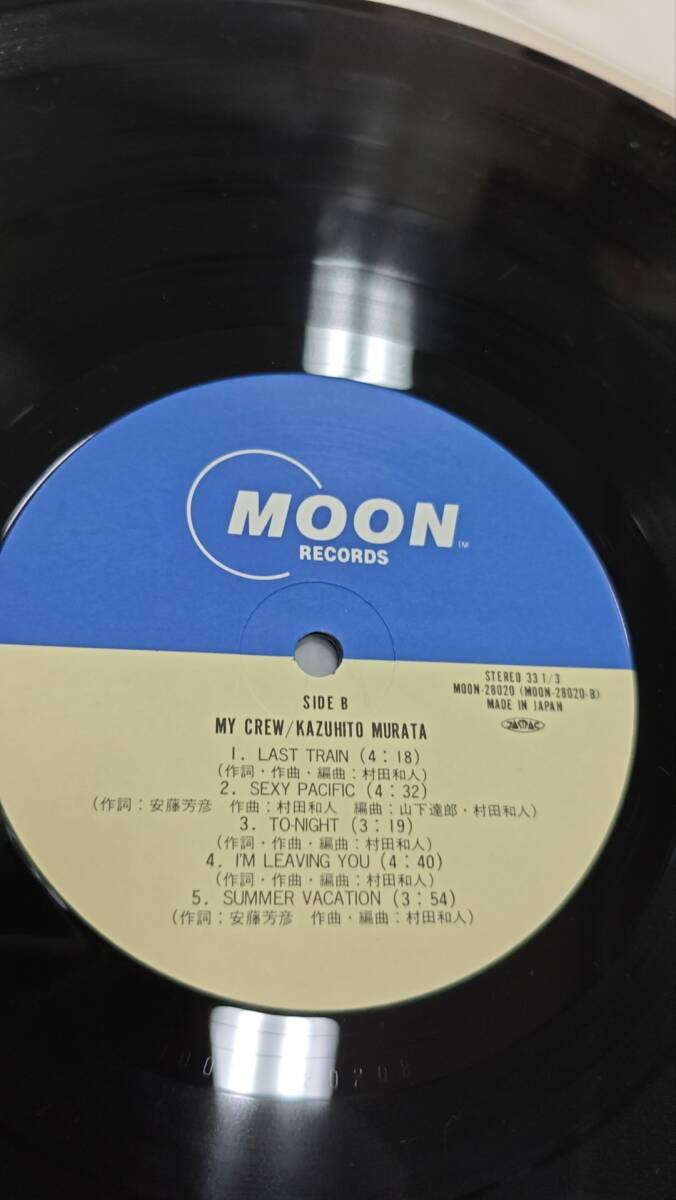 MOON
RECORDS
TM
STEREO 33 1/3
MOON-28020 (MOON-28020-B)
MADE IN JAPAN
JASRAC
SIDE B
MY CREW/KAZUHITO MURATA
1. LAST TRAIN (4:18)
(作詞・作曲・編曲:村田和人)
2. SEXY PACIFIC (4:32)
(作詞:安藤芳彦 作曲:村田和人 編曲:山下達郎・村田和人)
3. TO-NIGHT (3:19)
(作詞・作曲・編曲:村田和人)
4. I'M LEAVING YOU (4:40)
(作詞・作曲・編曲:村田和人)
5. SUMMER VACATION (3:54)
(作詞:安藤芳彦 作曲・編曲:村田和人)